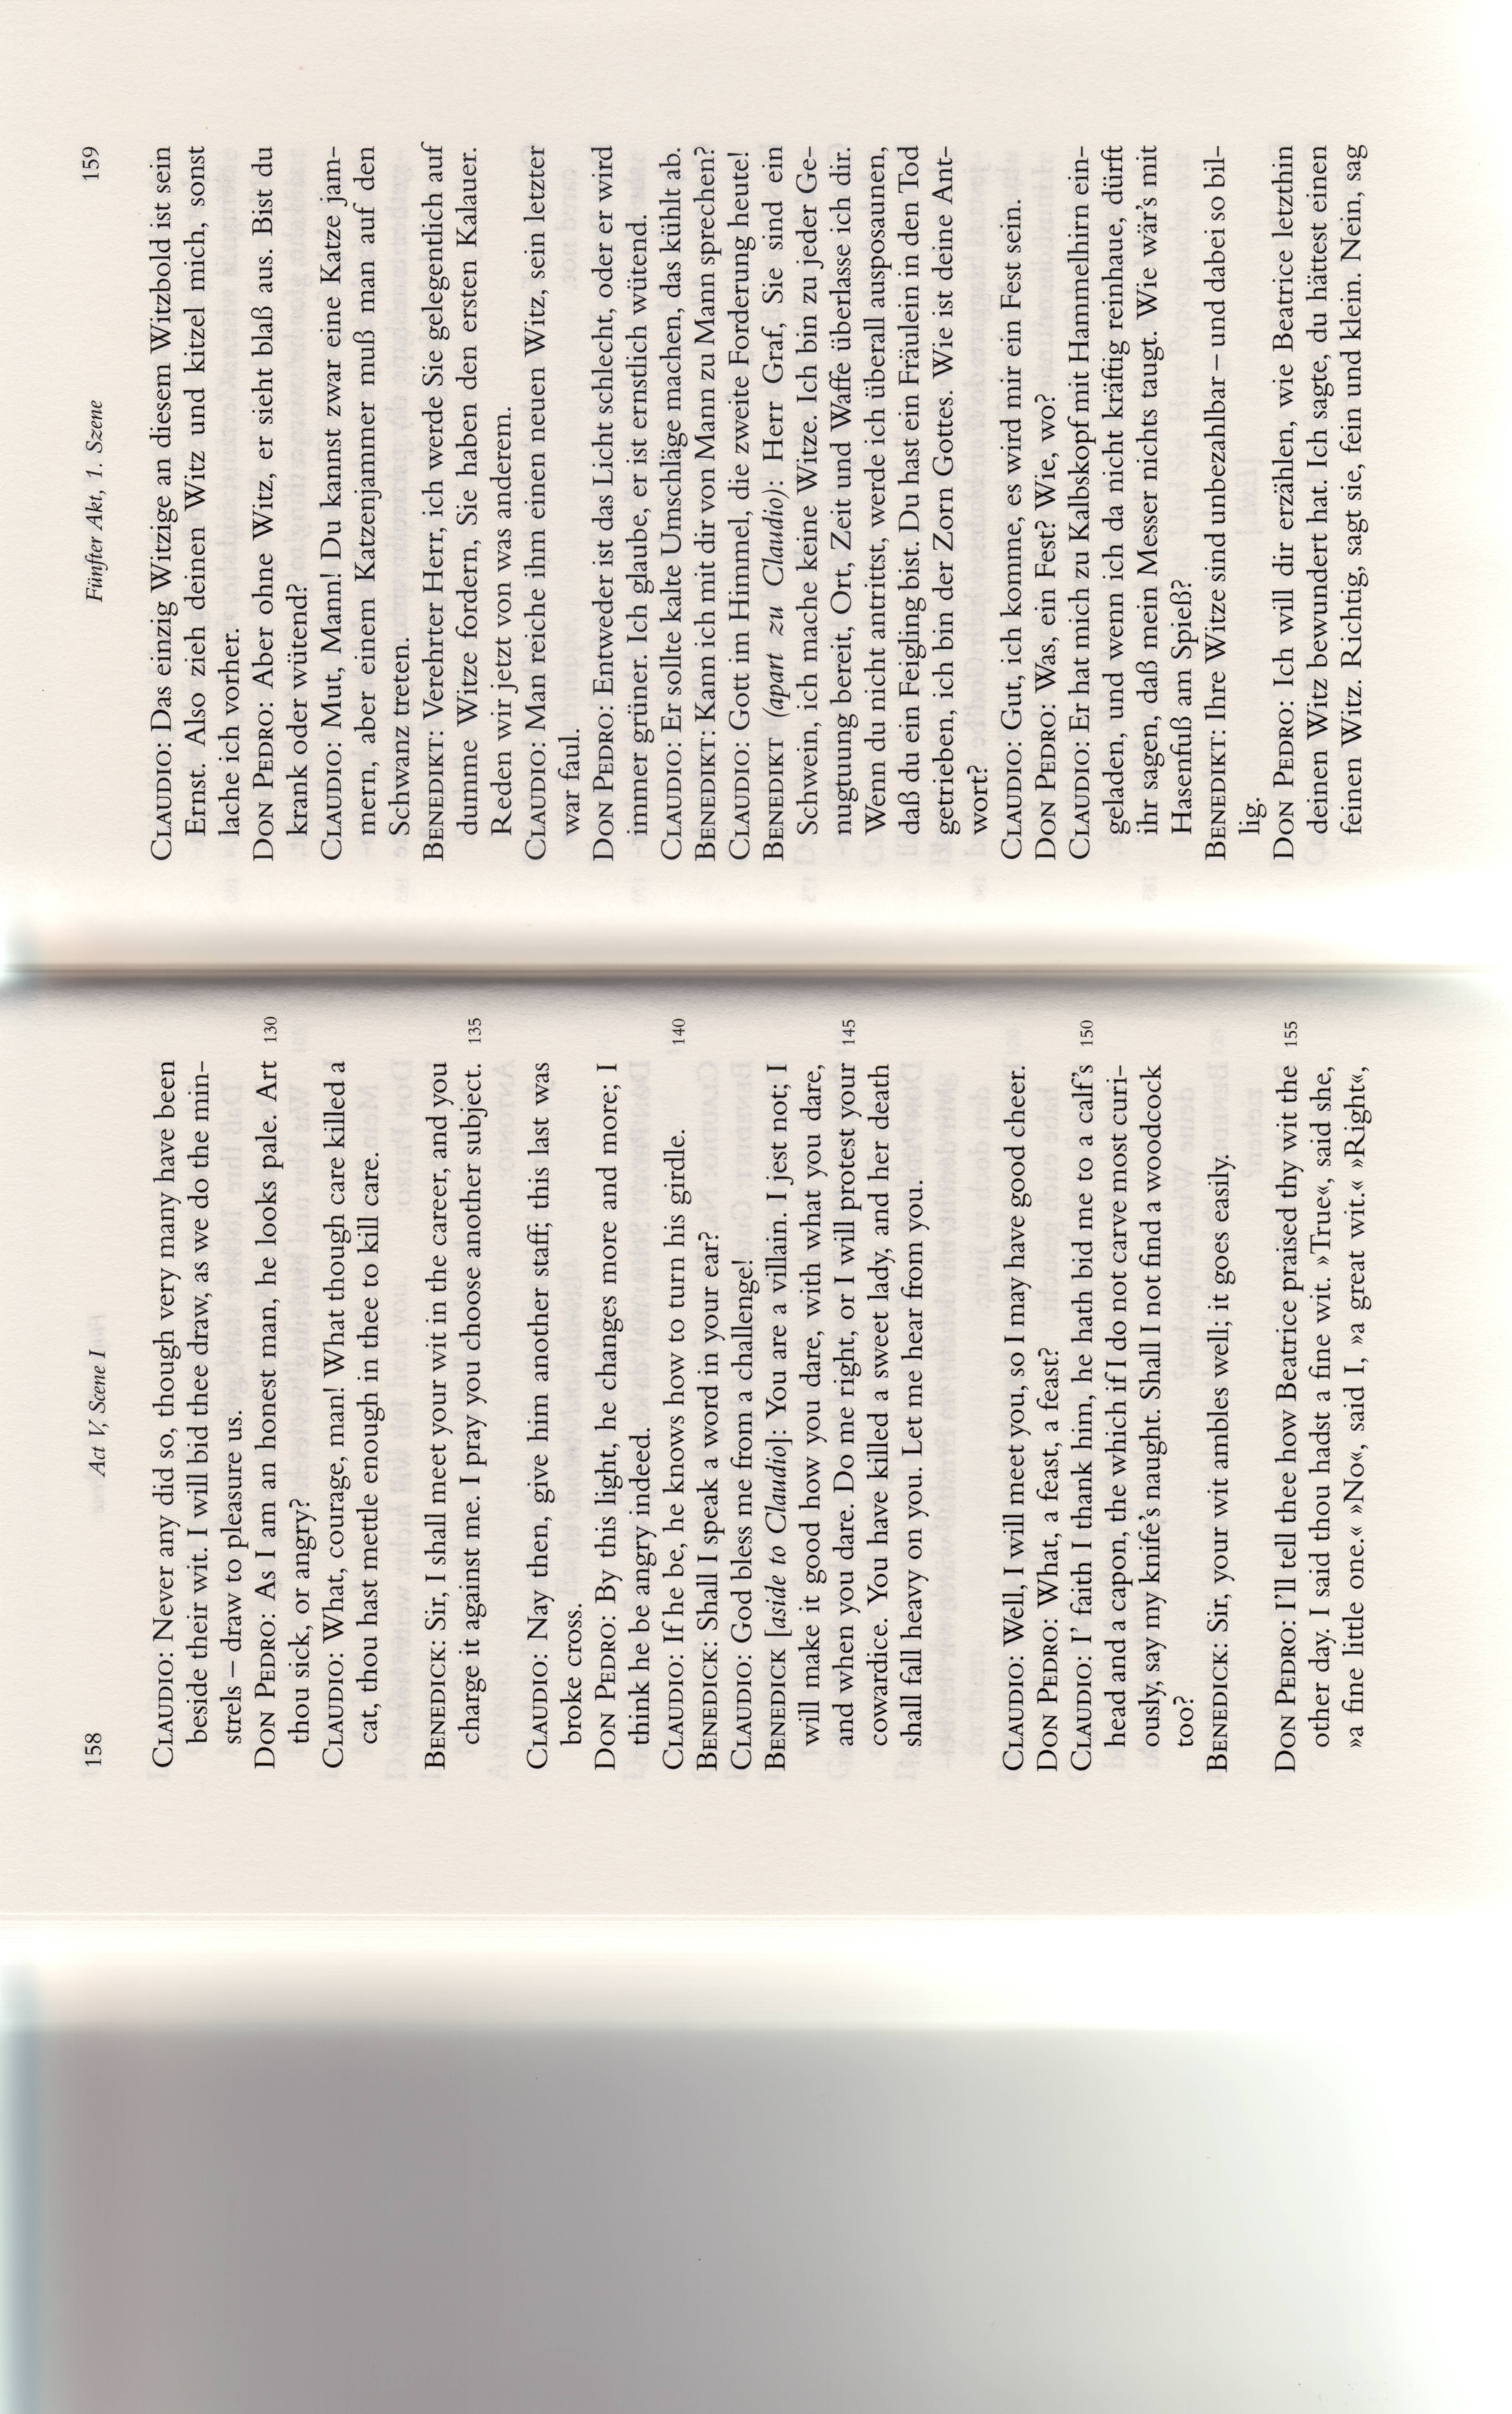 158
Act V, Scene I
CLAUDIO: Never any did so, though very many have been
beside their wit. I will bid thee draw, as we do the min-
strels – draw to pleasure us.
DON PEDRO: As I am an honest man, he looks pale. Art 130
thou sick, or angry?
CLAUDIO: What, courage, man! What though care killed a
cat, thou hast mettle enough in thee to kill care.
BENEDICK: Sir, I shall meet your wit in the career, and you
charge it against me. I pray you choose another subject. 135
CLAUDIO: Nay then, give him another staff; this last was
broke cross.
DON PEDRO: By this light, he changes more and more; I
think he be angry indeed.
CLAUDIO: If he be, he knows how to turn his girdle. 140
BENEDICK: Shall I speak a word in your ear?
CLAUDIO: God bless me from a challenge!
BENEDICK [aside to Claudio]: You are a villain. I jest not; I
will make it good how you dare, with what you dare,
and when you dare. Do me right, or I will protest your 145
cowardice. You have killed a sweet lady, and her death
shall fall heavy on you. Let me hear from you.
CLAUDIO: Well, I will meet you, so I may have good cheer.
DON PEDRO: What, a feast, a feast?
CLAUDIO: I' faith I thank him, he hath bid me to a calf's 150
head and a capon, the which if I do not carve most curi-
ously, say my knife's naught. Shall I not find a woodcock
too?
BENEDICK: Sir, your wit ambles well; it goes easily.
DON PEDRO: I'll tell thee how Beatrice praised thy wit the 155
other day. I said thou hadst a fine wit. »True«, said she,
»a fine little one.« »No«, said I, »a great wit.« »Right«,
Fünfter Akt, 1. Szene
159
CLAUDIO: Das einzig Witzige an diesem Witzbold ist sein
Ernst. Also zieh deinen Witz und kitzel mich, sonst
lache ich vorher.
DON PEDRO: Aber ohne Witz, er sieht blaß aus. Bist du
krank oder wütend?
CLAUDIO: Mut, Mann! Du kannst zwar eine Katze jam-
mern, aber einem Katzenjammer muß man auf den
Schwanz treten.
BENEDIKT: Verehrter Herr, ich werde Sie gelegentlich auf
dumme Witze fordern, Sie haben den ersten Kalauer.
Reden wir jetzt von was anderem.
CLAUDIO: Man reiche ihm einen neuen Witz, sein letzter
war faul.
DON PEDRO: Entweder ist das Licht schlecht, oder er wird
immer grüner. Ich glaube, er ist ernstlich wütend.
CLAUDIO: Er sollte kalte Umschläge machen, das kühlt ab.
BENEDIKT: Kann ich mit dir von Mann zu Mann sprechen?
CLAUDIO: Gott im Himmel, die zweite Forderung heute!
BENEDIKT (apart zu Claudio): Herr Graf, Sie sind ein
Schwein, ich mache keine Witze. Ich bin zu jeder Ge-
nugtuung bereit, Ort, Zeit und Waffe überlasse ich dir.
Wenn du nicht antrittst, werde ich überall ausposaunen,
daß du ein Feigling bist. Du hast ein Fräulein in den Tod
getrieben, ich bin der Zorn Gottes. Wie ist deine Ant-
wort?
CLAUDIO: Gut, ich komme, es wird mir ein Fest sein.
DON PEDRO: Was, ein Fest? Wie, wo?
CLAUDIO: Er hat mich zu Kalbskopf mit Hammelhirn ein-
geladen, und wenn ich da nicht kräftig reinhaue, dürft
ihr sagen, daß mein Messer nichts taugt. Wie wär's mit
Hasenfuß am Spieß?
BENEDIKT: Ihre Witze sind unbezahlbar – und dabei so bil-
lig.
DON PEDRO: Ich will dir erzählen, wie Beatrice letzthin
deinen Witz bewundert hat. Ich sagte, du hättest einen
feinen Witz. Richtig, sagt sie, fein und klein. Nein, sag